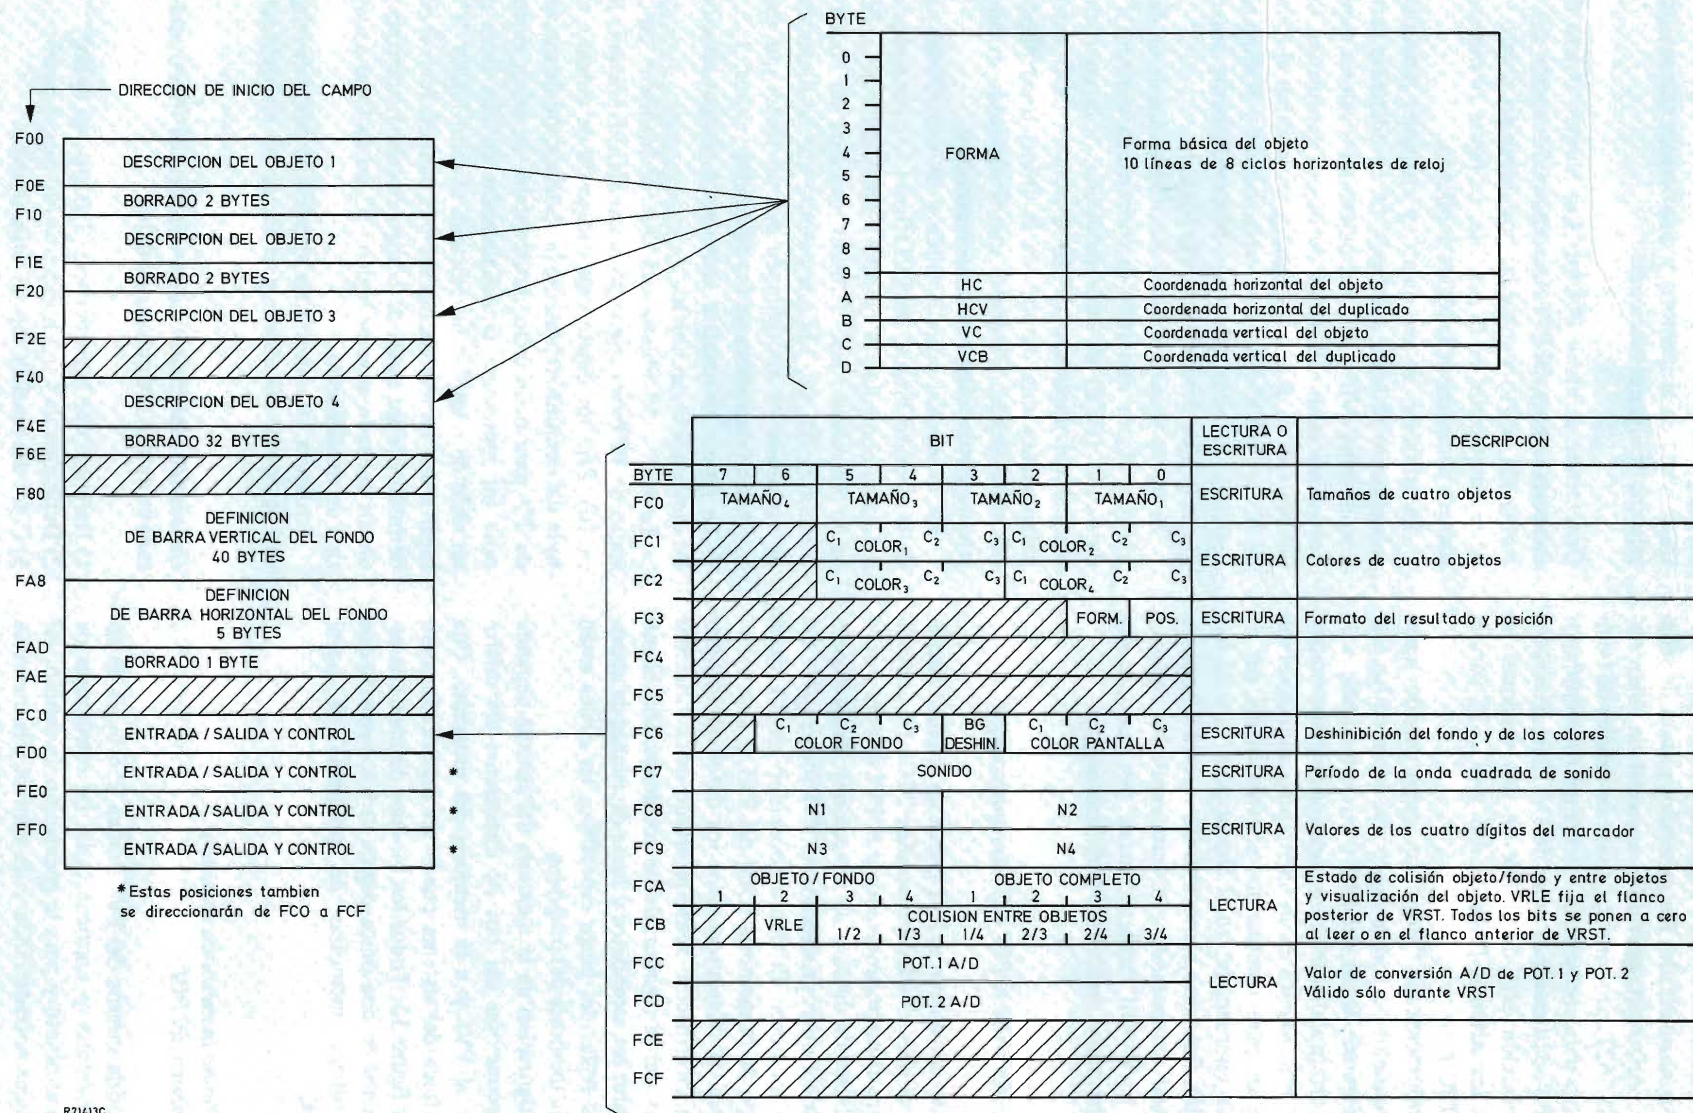 DIRECCION DE INICIO DEL CAMPO
F00
DESCRIPCION DEL OBJETO 1
F0E
BORRADO 2 BYTES
F10
DESCRIPCION DEL OBJETO 2
F1E
BORRADO 2 BYTES
F20
DESCRIPCION DEL OBJETO 3
F2E
F40
DESCRIPCION DEL OBJETO 4
F4E
BORRADO 32 BYTES
F6E
F80
DEFINICION
DE BARRA VERTICAL DEL FONDO
40 BYTES
FA8
DEFINICION
DE BARRA HORIZONTAL DEL FONDO
5 BYTES
FAD
BORRADO 1 BYTE
FAE
FC0
ENTRADA / SALIDA Y CONTROL
FD0
ENTRADA / SALIDA Y CONTROL *
FE0
ENTRADA / SALIDA Y CONTROL *
FF0
ENTRADA / SALIDA Y CONTROL *
*Estas posiciones tambien
se direccionarán de FCO a FCF
R21413C
BYTE
0
1
2
3
4
5
6
7
8
9
A
B
C
D
FORMA
Forma básica del objeto
10 líneas de 8 ciclos horizontales de reloj
HC Coordenada horizontal del objeto
HCV Coordenada horizontal del duplicado
VC Coordenada vertical del objeto
VCB Coordenada vertical del duplicado
BIT LECTURA O ESCRITURA DESCRIPCION
BYTE 7 6 5 4 3 2 1 0
FC0 TAMAÑO₄ TAMAÑO₃ TAMAÑO₂ TAMAÑO₁ ESCRITURA Tamaños de cuatro objetos
FC1 C₁ COLOR₁ C₂ C₃ C₁ COLOR₂ C₂ C₃
ESCRITURA Colores de cuatro objetos
FC2 C₁ COLOR₃ C₂ C₃ C₁ COLOR₄ C₂ C₃
FC3 FORM. POS. ESCRITURA Formato del resultado y posición
FC4
FC5
FC6 C₁ C₂ C₃ COLOR FONDO BG DESHIN. C₁ C₂ C₃ COLOR PANTALLA ESCRITURA Deshinibición del fondo y de los colores
FC7 SONIDO ESCRITURA Período de la onda cuadrada de sonido
FC8 N1 N2
ESCRITURA Valores de los cuatro dígitos del marcador
FC9 N3 N4
FCA OBJETO / FONDO OBJETO COMPLETO
1 2 3 4 1 2 3 4
FCB VRLE COLISION ENTRE OBJETOS
1/2 1/3 1/4 2/3 2/4 3/4
LECTURA
Estado de colisión objeto/fondo y entre objetos
y visualización del objeto. VRLE fija el flanco
posterior de VRST. Todos los bits se ponen a cero
al leer o en el flanco anterior de VRST.
FCC POT. 1 A/D
FCD POT. 2 A/D
LECTURA
Valor de conversión A/D de POT. 1 y POT. 2
Válido sólo durante VRST
FCE
FCF